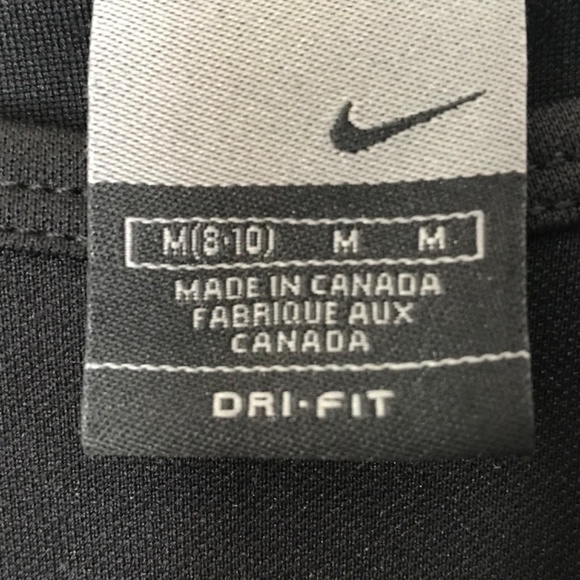 M(8-10) M M
MADE IN CANADA
FABRIQUE AUX
CANADA
DRI-FIT